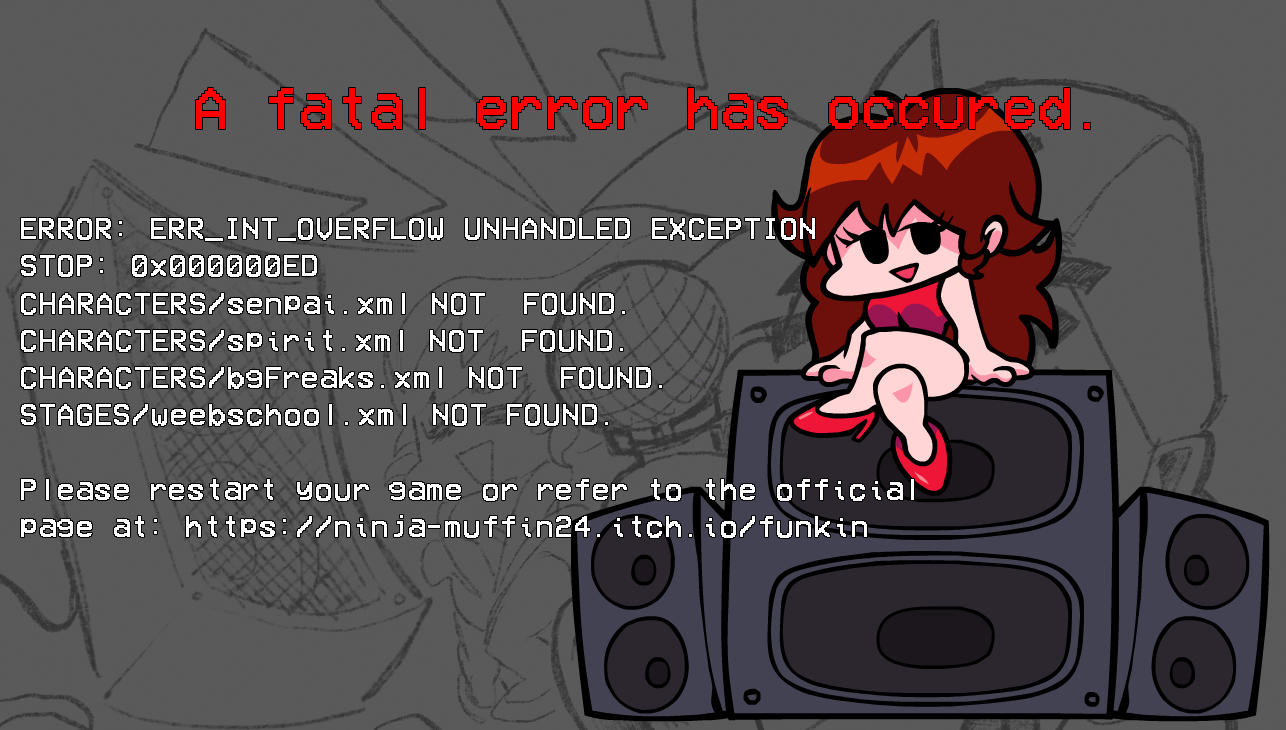 A fatal error has occured.
ERROR: ERR_INT_OVERFLOW UNHANDLED EXCEPTION
STOP: 0x000000ED
CHARACTERS/senpai.xml NOT  FOUND.
CHARACTERS/spirit.xml NOT  FOUND.
CHARACTERS/bgFreaks.xml NOT  FOUND.
STAGES/weebschool.xml NOT FOUND.
Please restart your game or refer to the official
page at: https://ninja-muffin24.itch.io/funkin